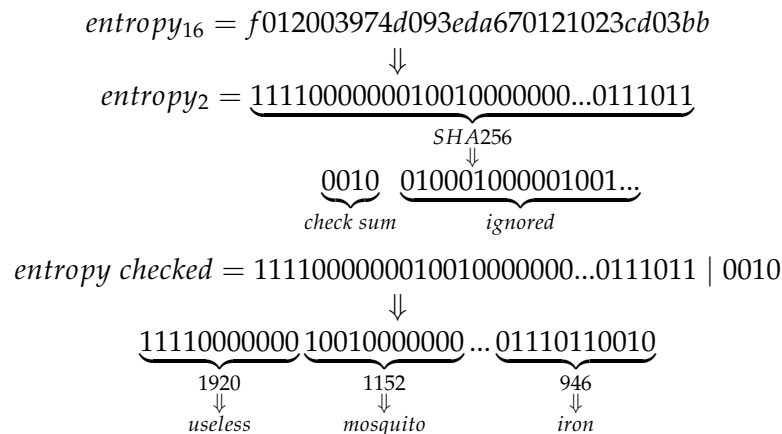 entropy₁₆ = f012003974d093eda670121023cd03bb
⇓
entropy₂ = 1111000000010010000000...0111011
SHA256
⇓
0010 010001000001001...
check sum ignored
entropy checked = 1111000000010010000000...0111011 | 0010
⇓
11110000000 10010000000 ... 01110110010
1920 1152 946
⇓ ⇓ ⇓
useless mosquito iron